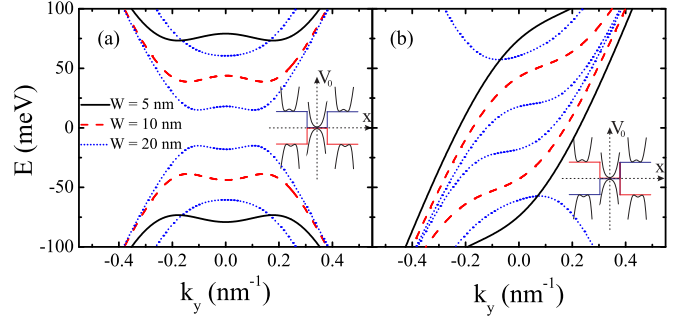 (a)
(b)
V0
x
V0
x
W = 5 nm
W = 10 nm
W = 20 nm
E (meV)
100
50
0
-50
-100
-0.4 -0.2 0.0 0.2 0.4
-0.4 -0.2 0.0 0.2 0.4
ky (nm-1)
ky (nm-1)